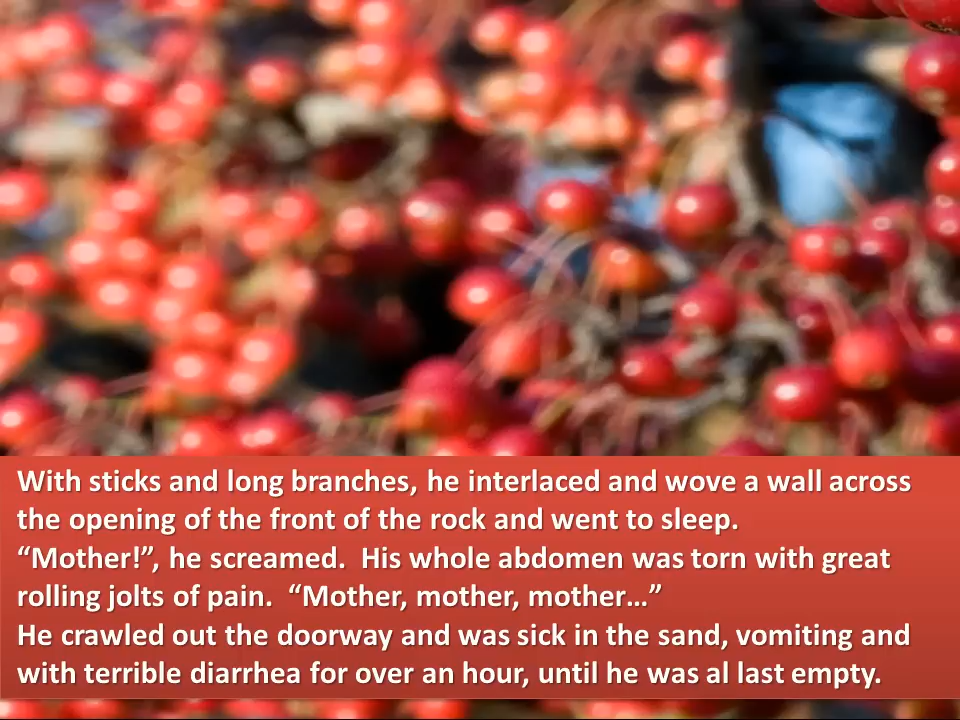 With sticks and long branches, he interlaced and wove a wall across
the opening of the front of the rock and went to sleep.
“Mother!”, he screamed.  His whole abdomen was torn with great
rolling jolts of pain.  “Mother, mother, mother…”
He crawled out the doorway and was sick in the sand, vomiting and
with terrible diarrhea for over an hour, until he was al last empty.